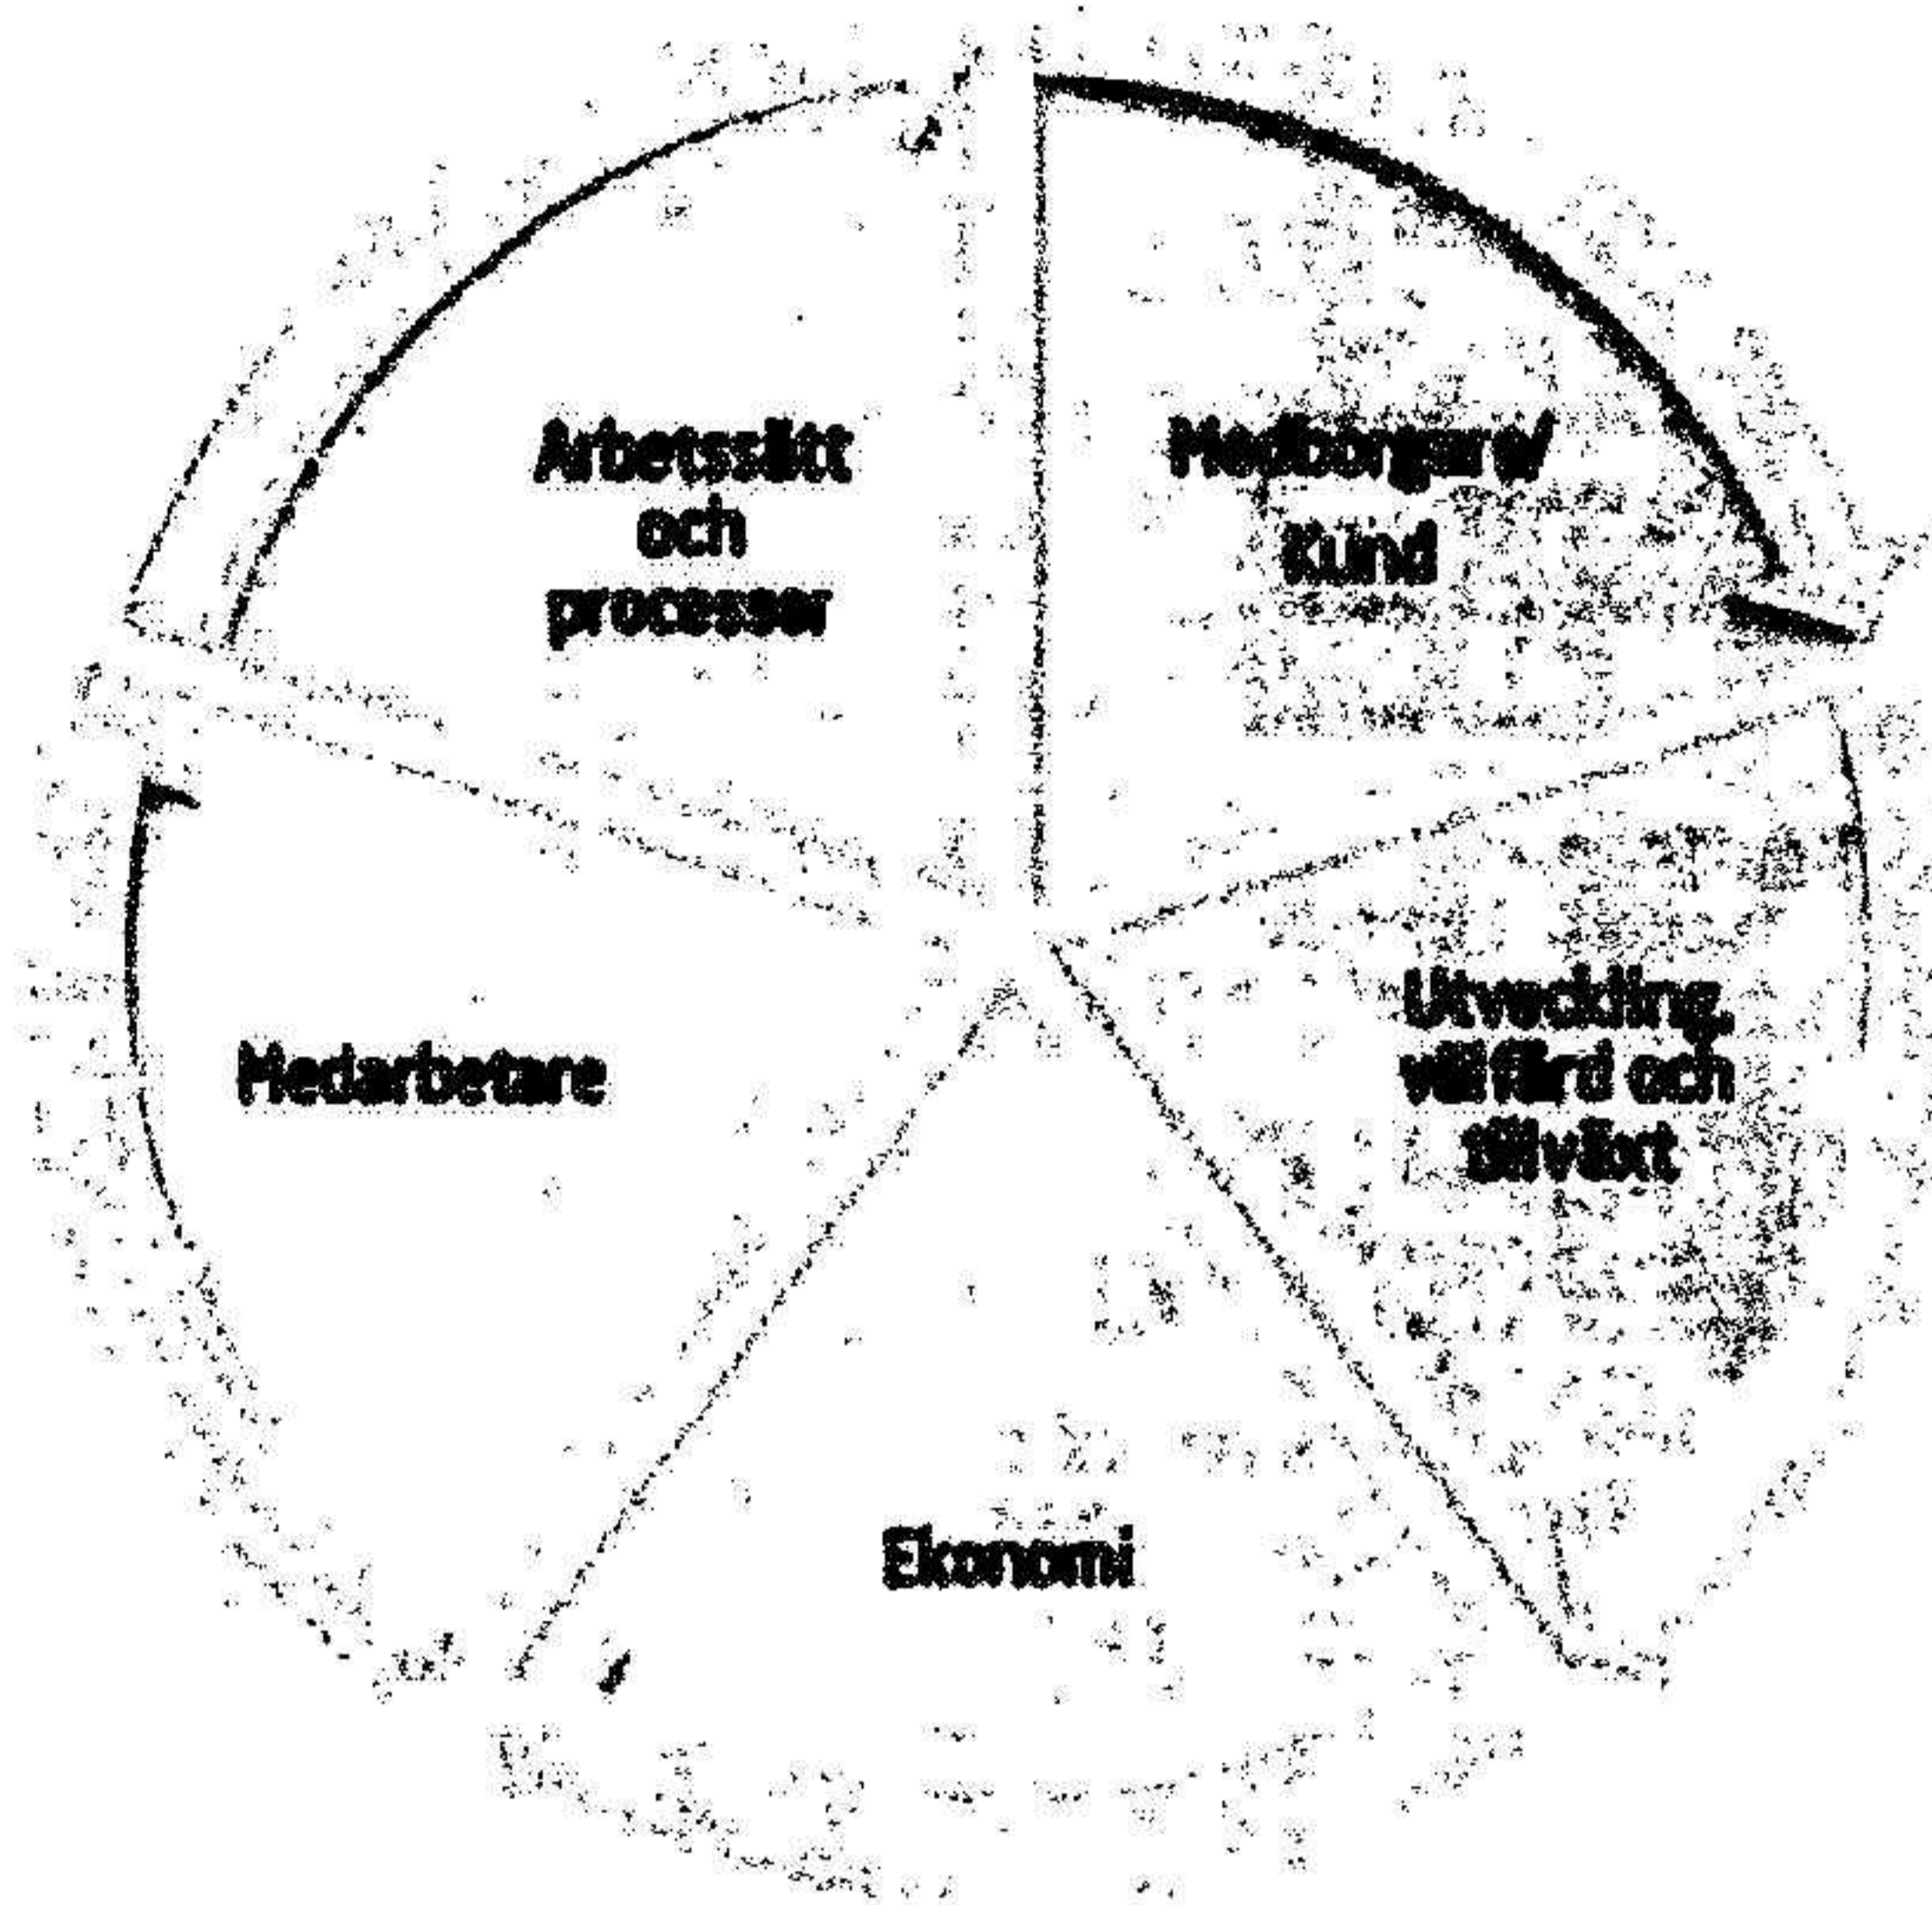 Arbetssätt
och
processer
Medborgare/
Kund
Utveckling,
välfärd och
tillväxt
Medarbetare
Ekonomi